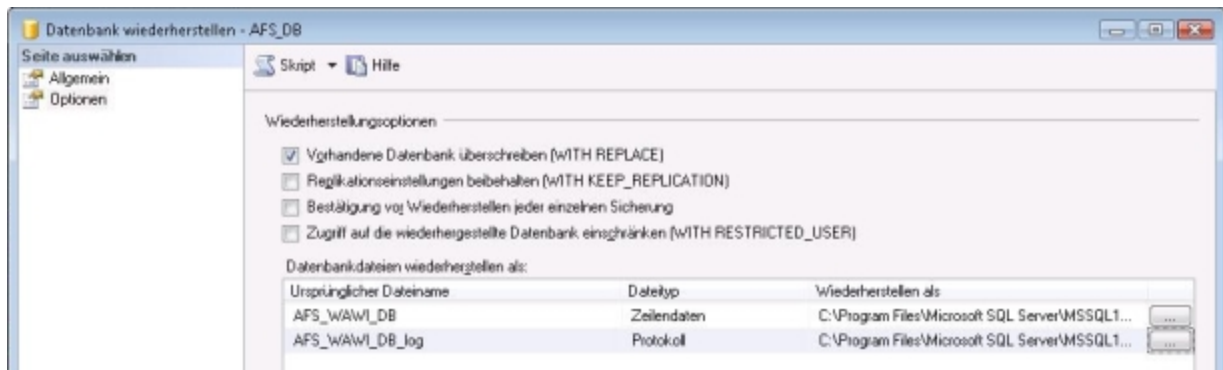 Datenbank wiederherstellen - AFS_DB
Seite auswählen
Allgemein
Optionen
Skript Hilfe
Wiederherstellungsoptionen
Vorhandene Datenbank überschreiben (WITH REPLACE)
Replikationseinstellungen beibehalten (WITH KEEP_REPLICATION)
Bestätigung vor Wiederherstellen jeder einzelnen Sicherung
Zugriff auf die wiederhergestellte Datenbank einschränken (WITH RESTRICTED_USER)
Datenbankdateien wiederherstellen als:
Ursprünglicher Dateiname Dateityp Wiederherstellen als
AFS_WAWI_DB Zeilendaten C:\Program Files\Microsoft SQL Server\MSSQL1... ...
AFS_WAWI_DB_log Protokoll C:\Program Files\Microsoft SQL Server\MSSQL1... ...